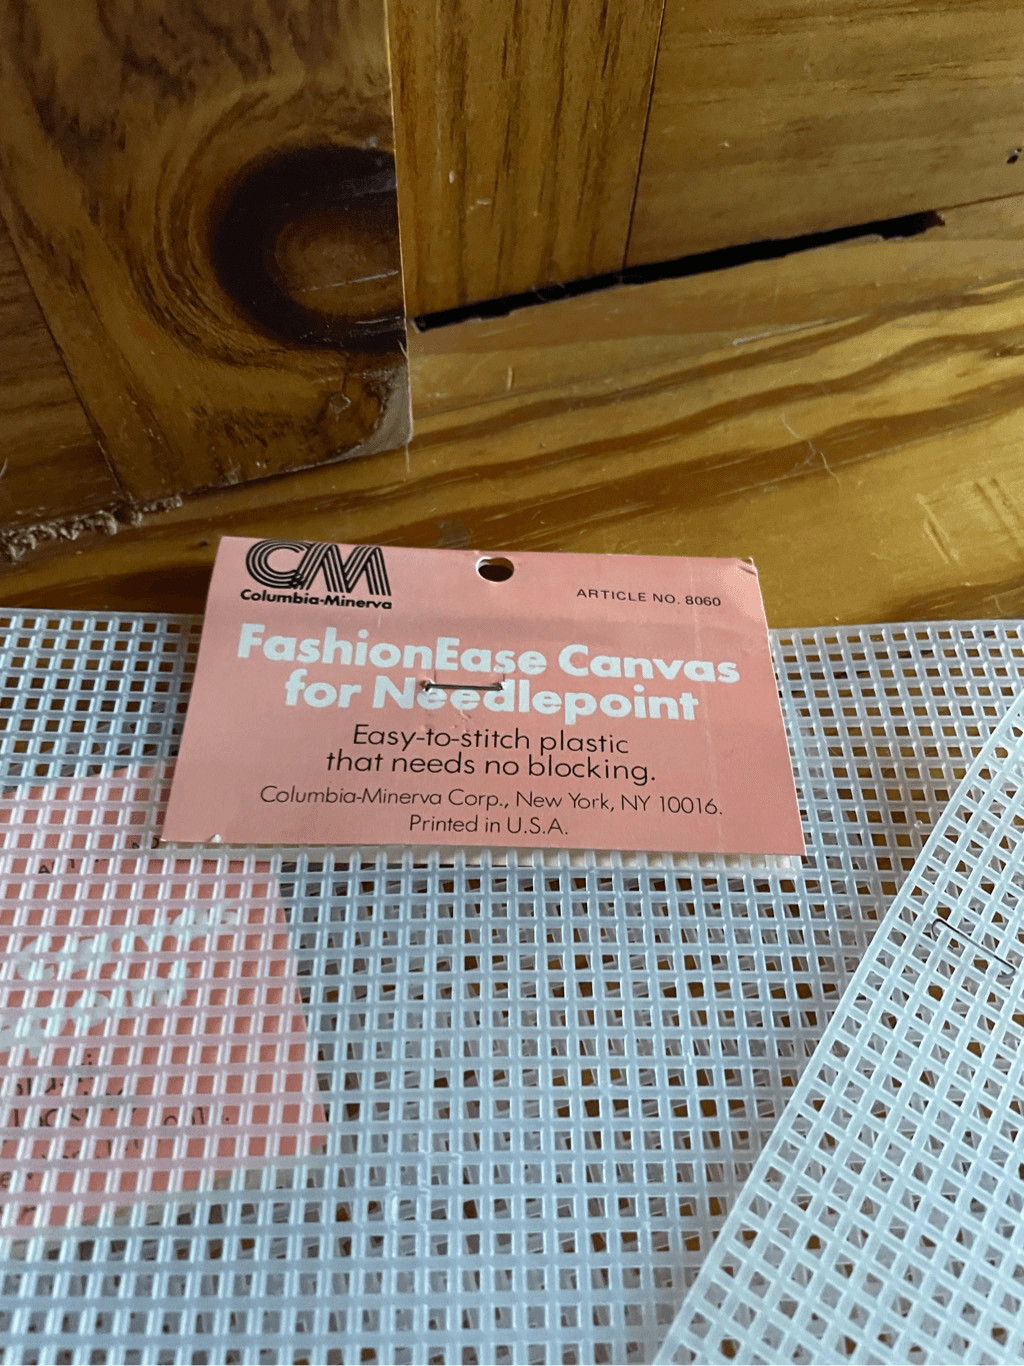 C&M
Columbia-Minerva
ARTICLE NO. 8060
FashionEase Canvas
for Needlepoint
Easy-to-stitch plastic
that needs no blocking.
Columbia-Minerva Corp., New York, NY 10016.
Printed in U.S.A.